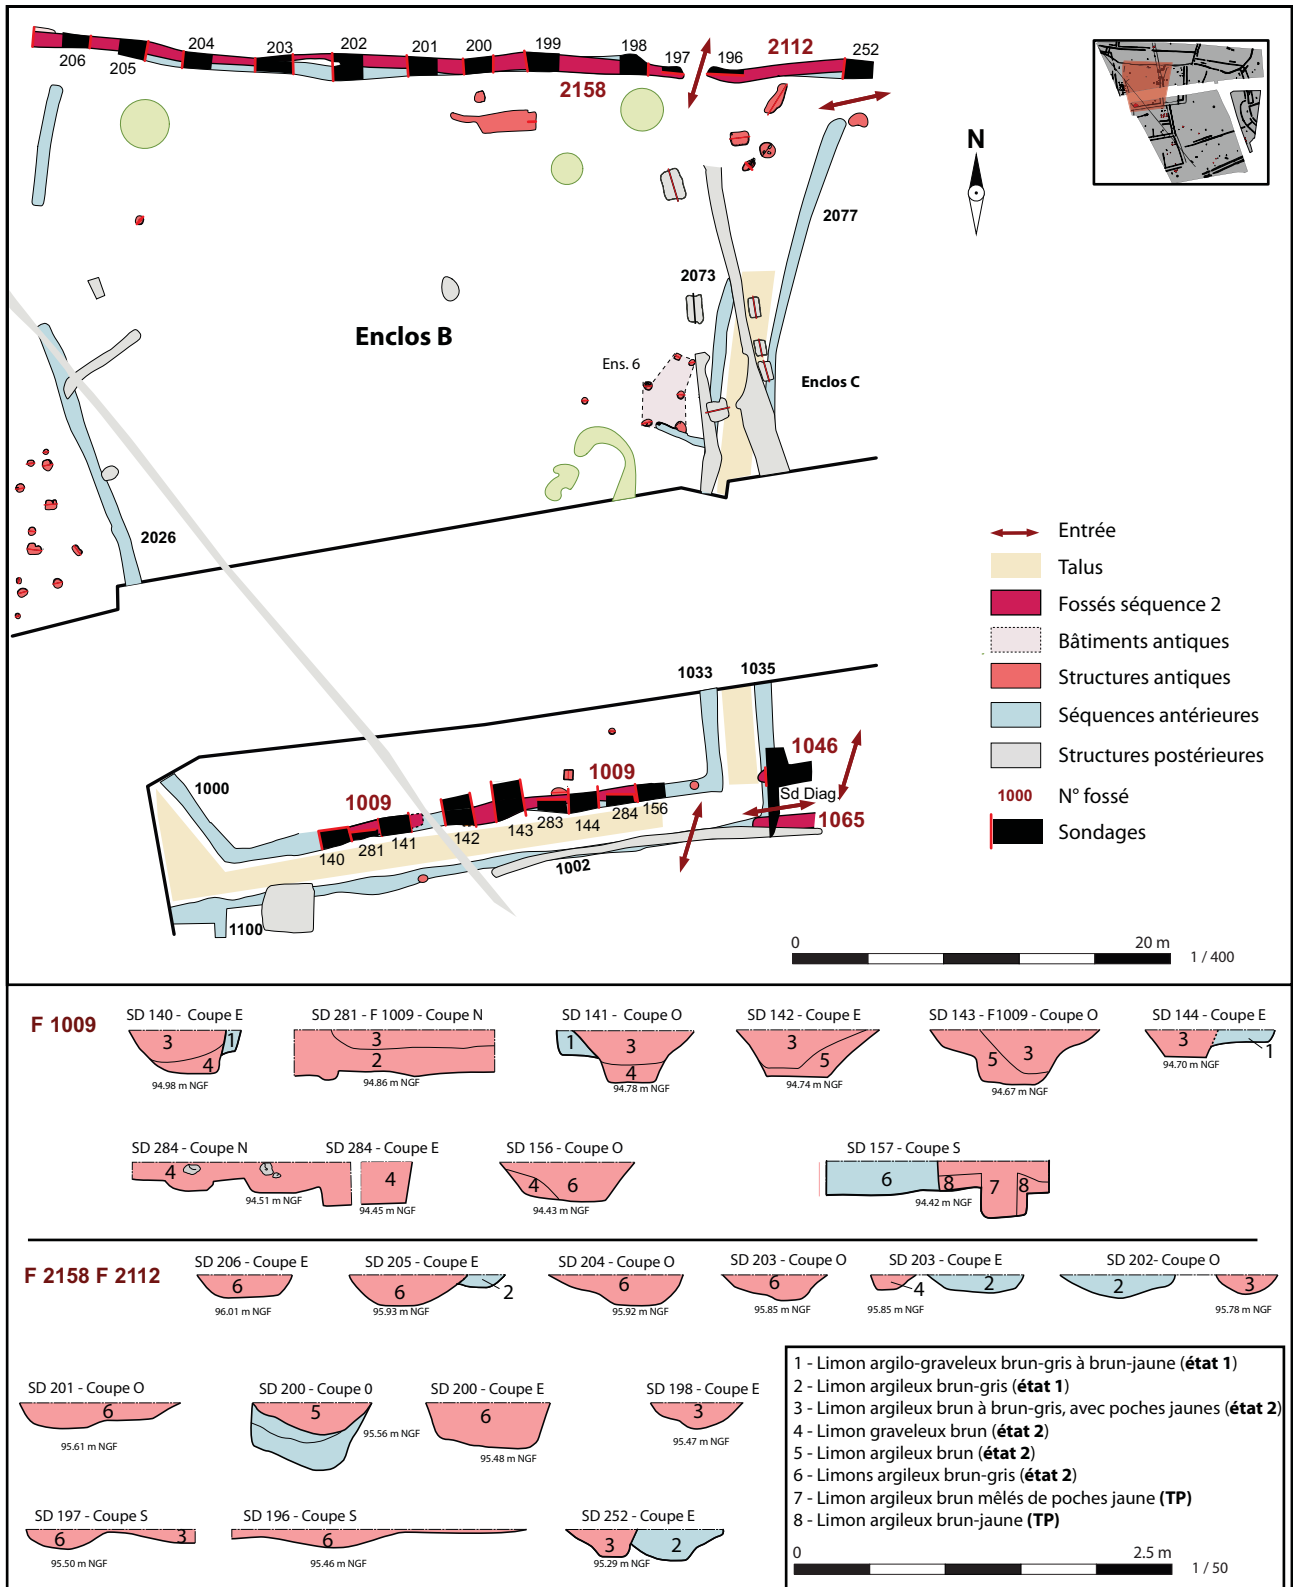 206
205
204
203
202
201
200
199
198
197
196
2112
252
2158
N
2077
2073
Enclos B
Ens. 6
Enclos C
2026
Entrée
Talus
Fossés séquence 2
Bâtiments antiques
Structures antiques
Séquences antérieures
Structures postérieures
1000 N° fossé
Sondages
1033
1035
1046
1000
1009
1009
Sd Diag.
1065
140
281
141
142
143
283
144
284
156
1002
1100
0 20 m
1 / 400
F 1009
SD 140 - Coupe E
3
1
4
94.98 m NGF
SD 281 - F 1009 - Coupe N
3
2
94.86 m NGF
SD 141 - Coupe O
1
3
4
94.78 m NGF
SD 142 - Coupe E
3
5
94.74 m NGF
SD 143 - F1009 - Coupe O
5
3
94.67 m NGF
SD 144 - Coupe E
3
1
94.70 m NGF
SD 284 - Coupe N
4
94.51 m NGF
SD 284 - Coupe E
4
94.45 m NGF
SD 156 - Coupe O
4
6
94.43 m NGF
SD 157 - Coupe S
6
8
7
8
94.42 m NGF
F 2158 F 2112
SD 206 - Coupe E
6
96.01 m NGF
SD 205 - Coupe E
6
2
95.93 m NGF
SD 204 - Coupe O
6
95.92 m NGF
SD 203 - Coupe O
6
95.85 m NGF
SD 203 - Coupe E
4
2
95.85 m NGF
SD 202- Coupe O
2
3
95.78 m NGF
SD 201 - Coupe O
6
95.61 m NGF
SD 200 - Coupe 0
5
95.56 m NGF
SD 200 - Coupe E
6
95.48 m NGF
SD 198 - Coupe E
3
95.47 m NGF
SD 197 - Coupe S
6
3
95.50 m NGF
SD 196 - Coupe S
6
95.46 m NGF
SD 252 - Coupe E
3
2
95.29 m NGF
1 - Limon argilo-graveleux brun-gris à brun-jaune (état 1)
2 - Limon argileux brun-gris (état 1)
3 - Limon argileux brun à brun-gris, avec poches jaunes (état 2)
4 - Limon graveleux brun (état 2)
5 - Limon argileux brun (état 2)
6 - Limons argileux brun-gris (état 2)
7 - Limon argileux brun mêlés de poches jaune (TP)
8 - Limon argileux brun-jaune (TP)
0 2.5 m
1 / 50